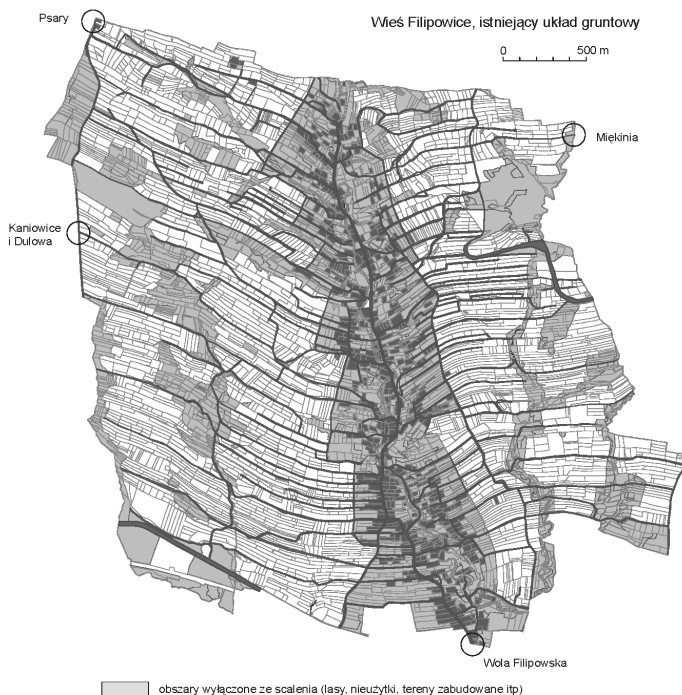 Psary
Wieś Filipowice, istniejący układ gruntowy
0 500 m
Miękinia
Kaniowice
i Dulowa
Wola Filipowska
obszary wyłączone ze scalenia (lasy, nieużytki, tereny zabudowane itp)